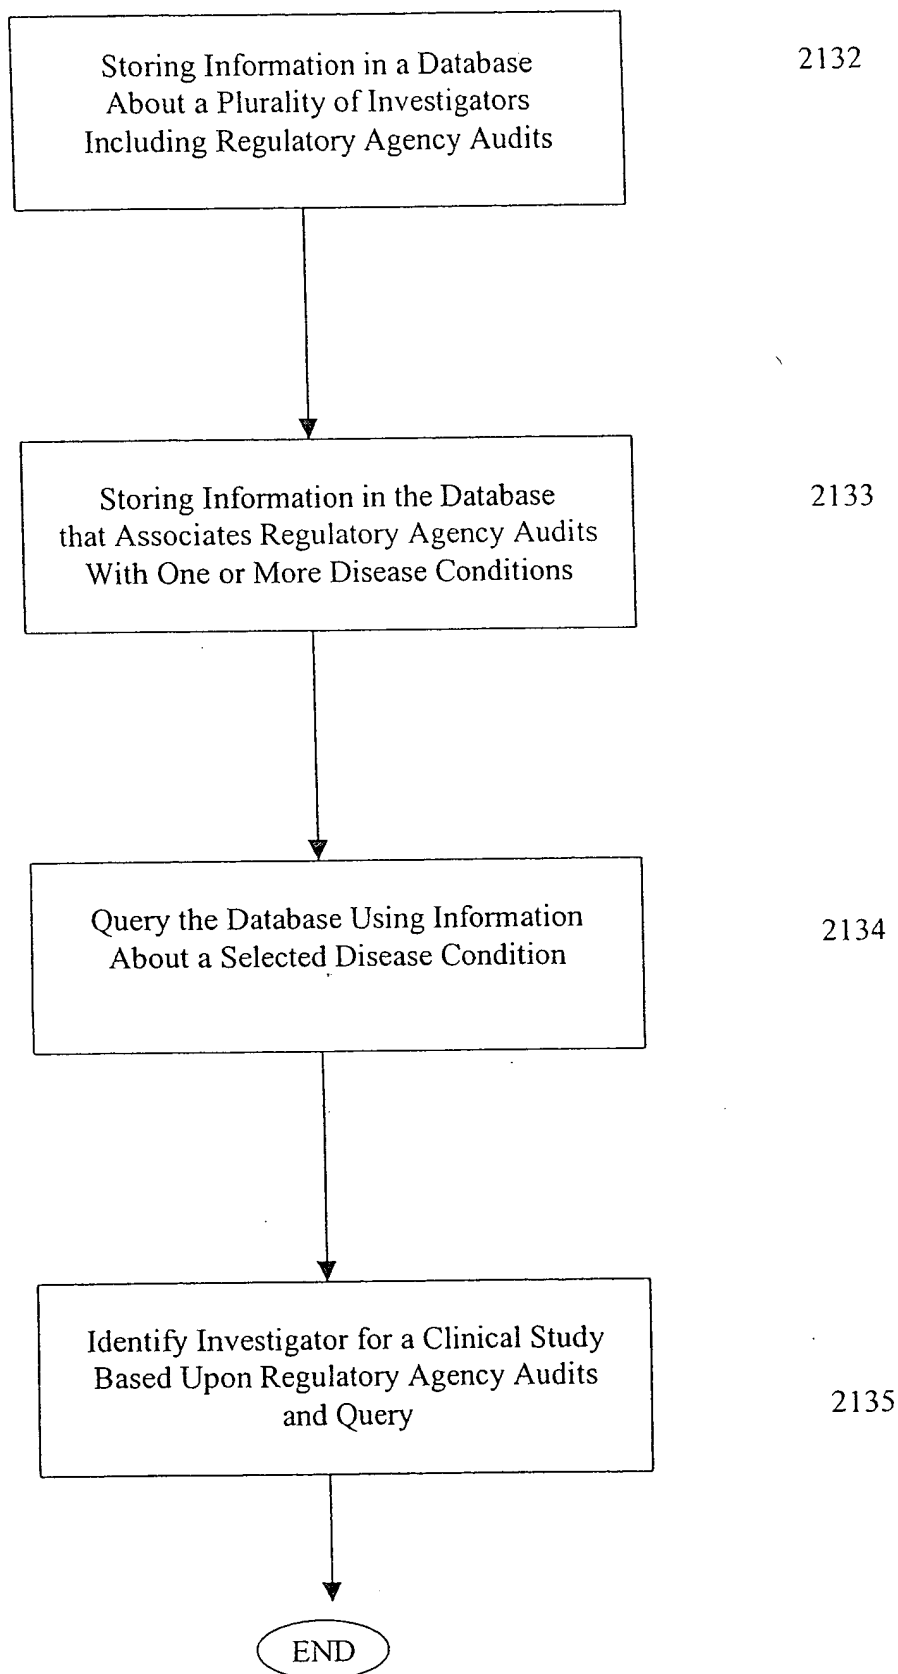 Storing Information in a Database
About a Plurality of Investigators
Including Regulatory Agency Audits
2132
Storing Information in the Database
that Associates Regulatory Agency Audits
With One or More Disease Conditions
2133
Query the Database Using Information
About a Selected Disease Condition
2134
Identify Investigator for a Clinical Study
Based Upon Regulatory Agency Audits
and Query
2135
END